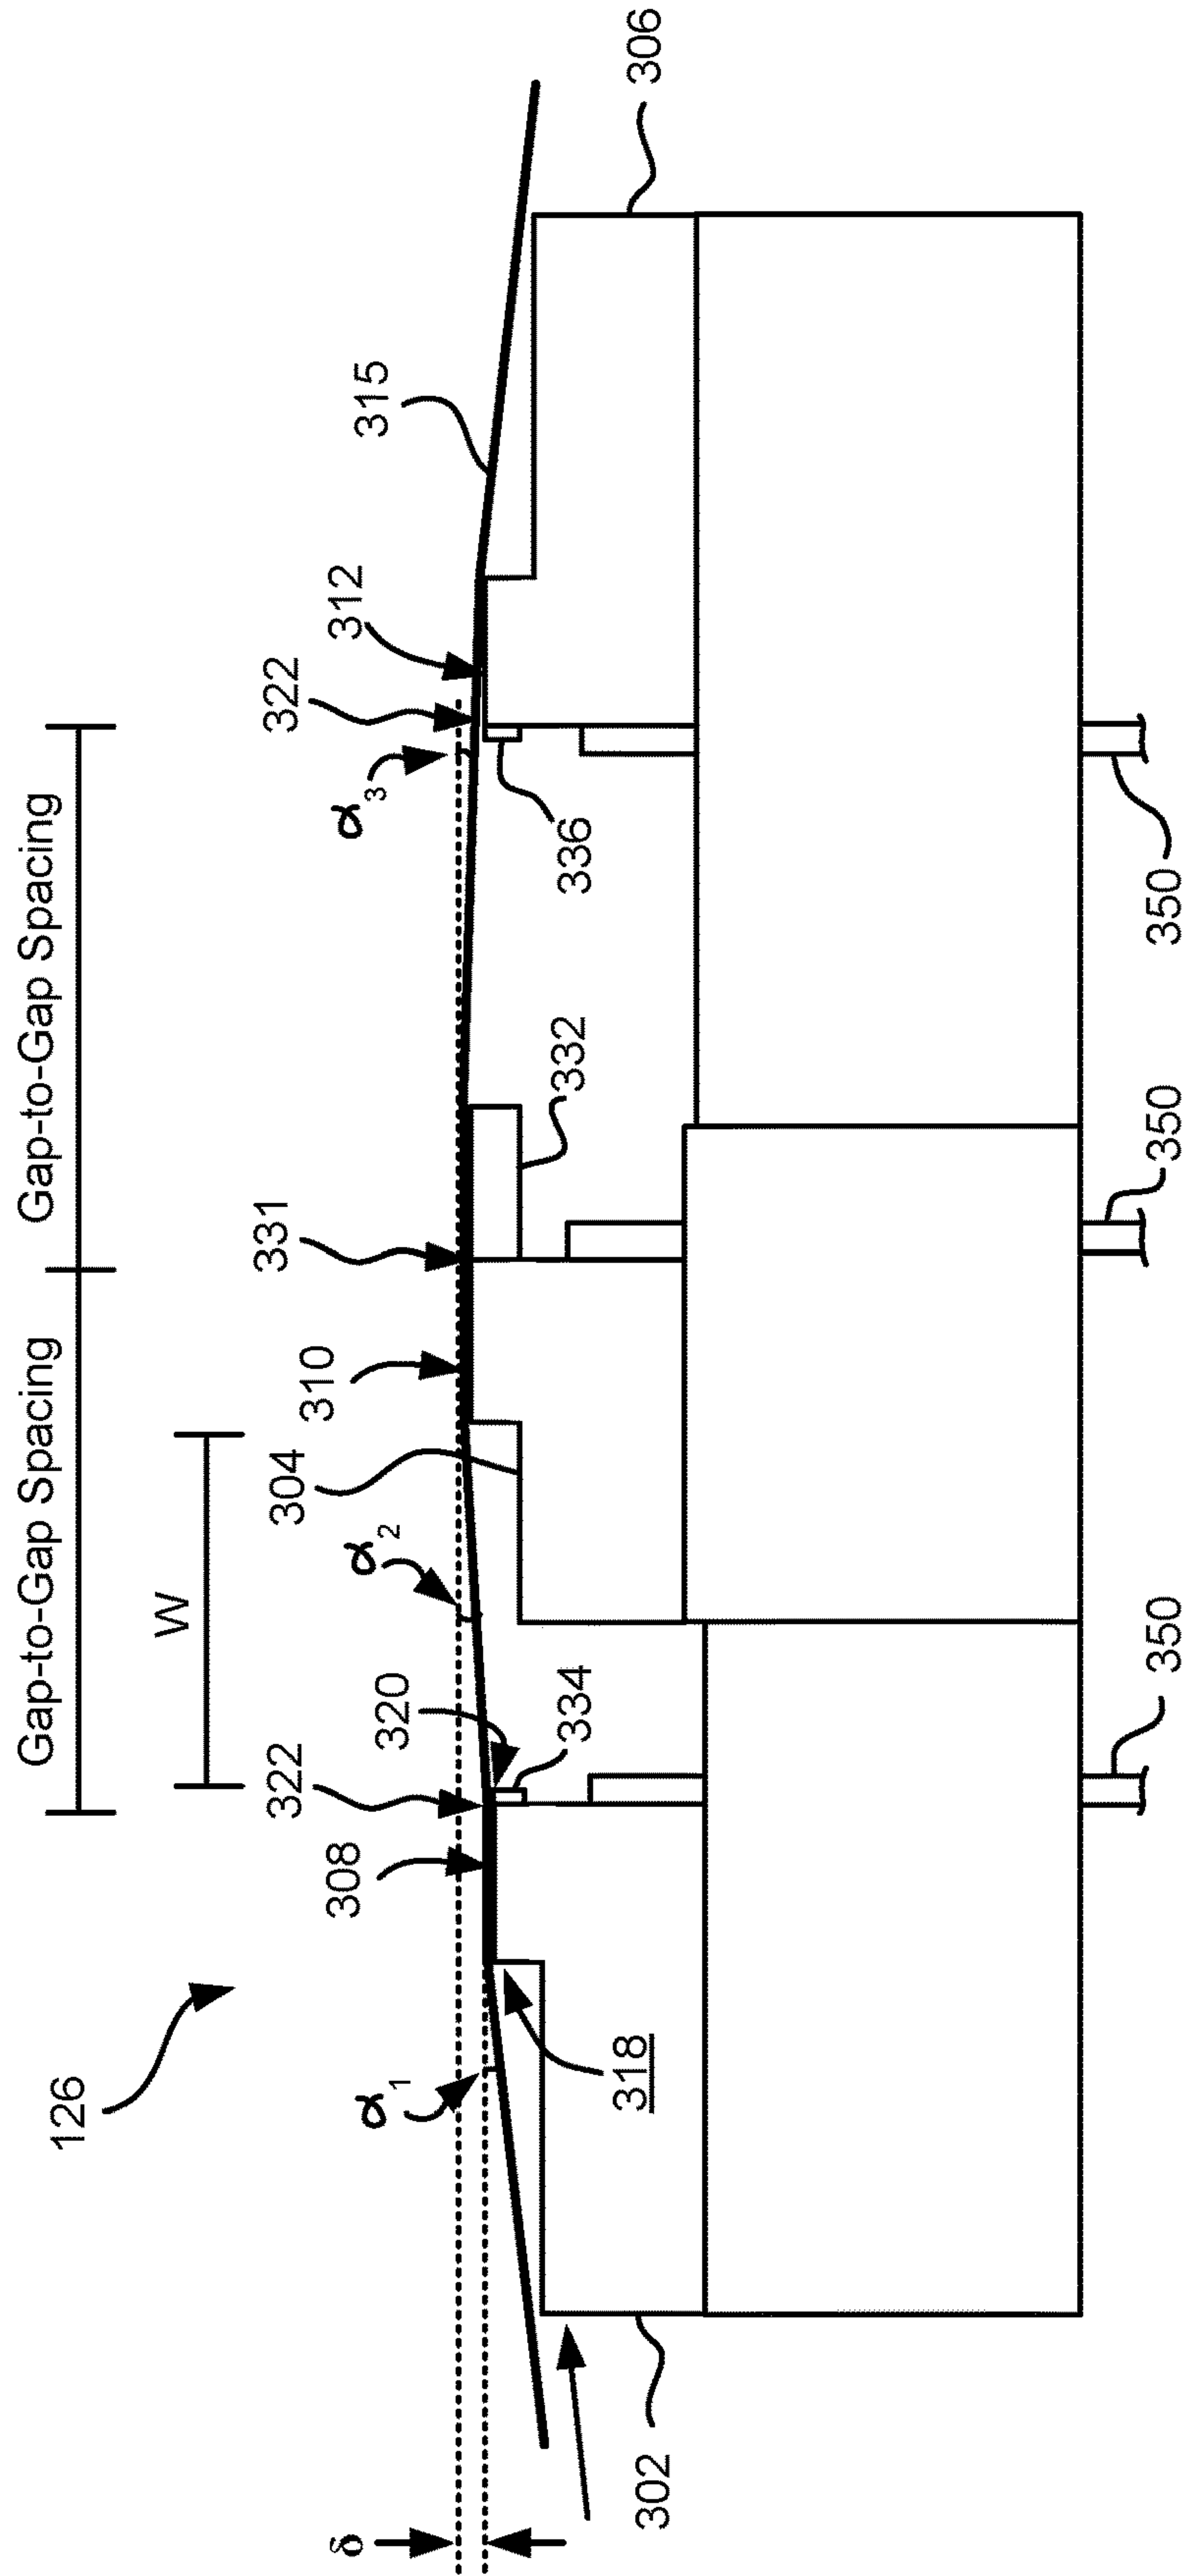 Gap-to-Gap Spacing
Gap-to-Gap Spacing
W
126
δ
α1
308
322
320
α2
304
310
331
α3
322
312
315
318
334
332
336
302
306
350
350
350